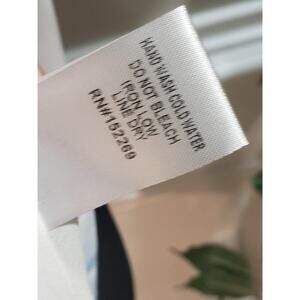 HAND WASH COLD WATER
DO NOT BLEACH
IRON LOW
LINE DRY
RN#152269